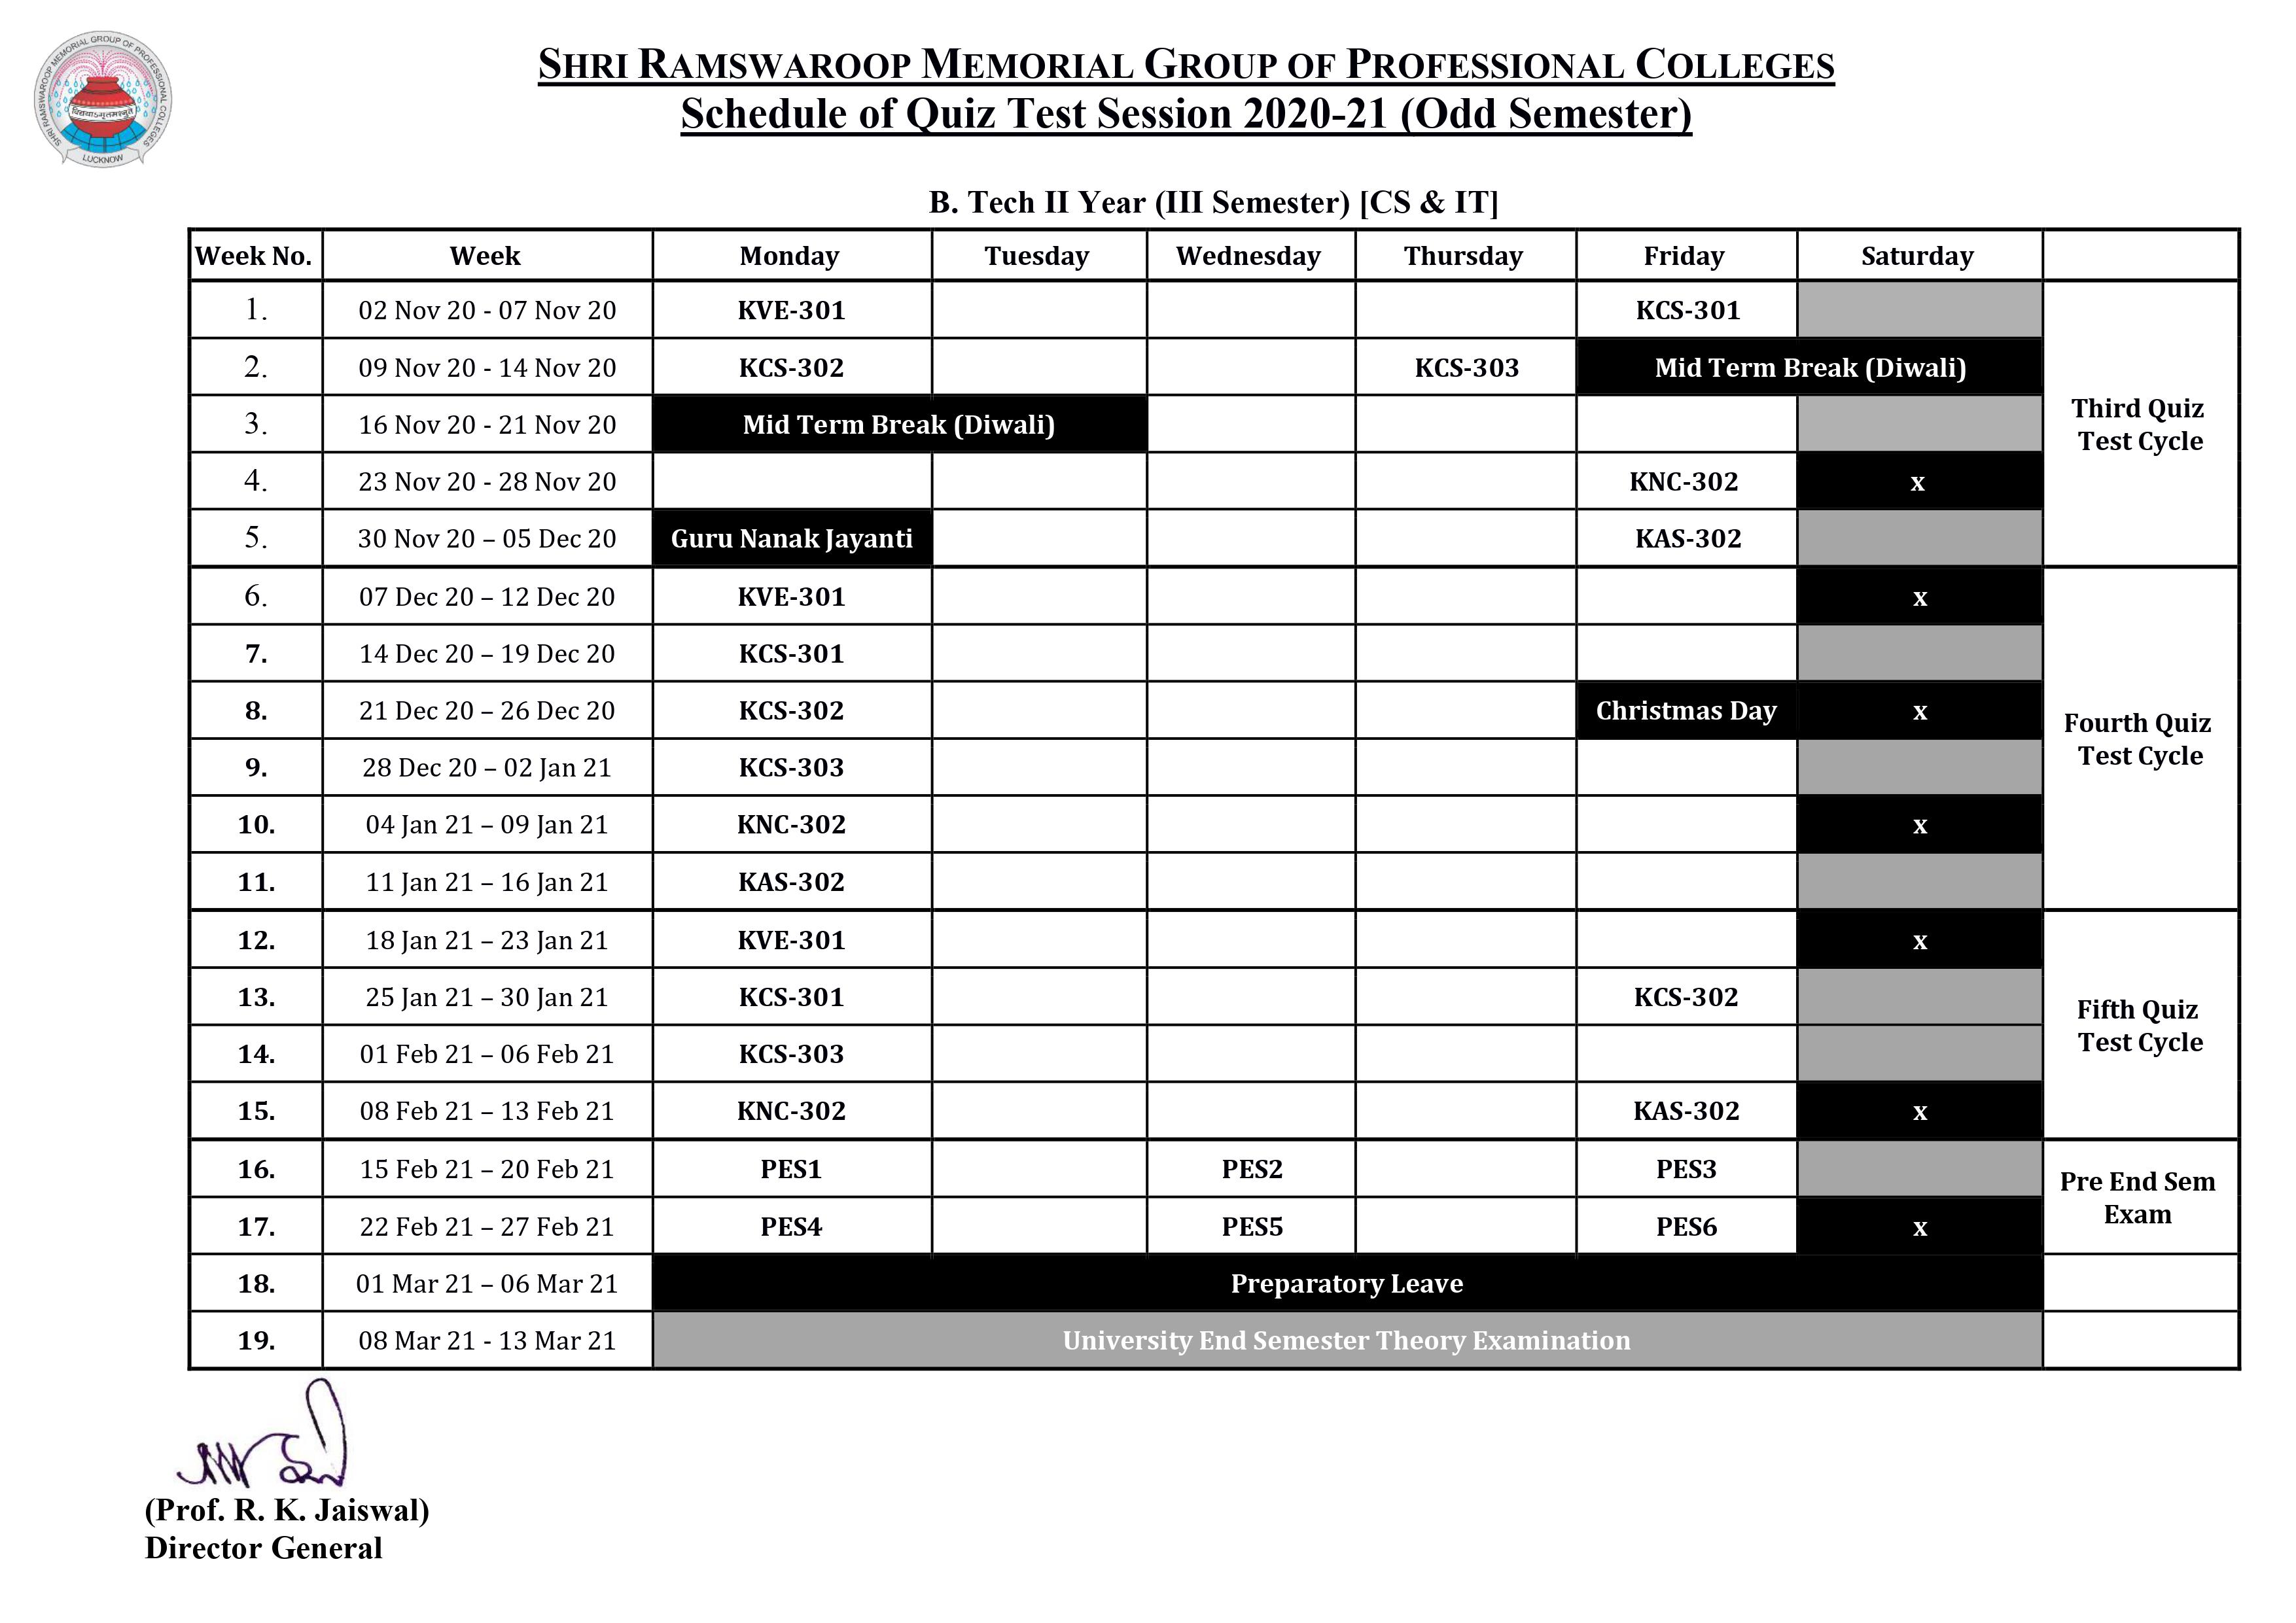 SHRI RAMSWAROOP MEMORIAL GROUP OF PROFESSIONAL COLLEGES
LUCKNOW
विद्ययाऽमृतमश्नुते
SHRI RAMSWAROOP MEMORIAL GROUP OF PROFESSIONAL COLLEGES
Schedule of Quiz Test Session 2020-21 (Odd Semester)
B. Tech II Year (III Semester) [CS & IT]
Week No. Week Monday Tuesday Wednesday Thursday Friday Saturday
1. 02 Nov 20 - 07 Nov 20 KVE-301 KCS-301
2. 09 Nov 20 - 14 Nov 20 KCS-302 KCS-303 Mid Term Break (Diwali)
3. 16 Nov 20 - 21 Nov 20 Mid Term Break (Diwali)
Third Quiz
Test Cycle
4. 23 Nov 20 - 28 Nov 20 KNC-302 x
5. 30 Nov 20 – 05 Dec 20 Guru Nanak Jayanti KAS-302
6. 07 Dec 20 – 12 Dec 20 KVE-301 x
7. 14 Dec 20 – 19 Dec 20 KCS-301
8. 21 Dec 20 – 26 Dec 20 KCS-302 Christmas Day x
Fourth Quiz
Test Cycle
9. 28 Dec 20 – 02 Jan 21 KCS-303
10. 04 Jan 21 – 09 Jan 21 KNC-302 x
11. 11 Jan 21 – 16 Jan 21 KAS-302
12. 18 Jan 21 – 23 Jan 21 KVE-301 x
13. 25 Jan 21 – 30 Jan 21 KCS-301 KCS-302
Fifth Quiz
Test Cycle
14. 01 Feb 21 – 06 Feb 21 KCS-303
15. 08 Feb 21 – 13 Feb 21 KNC-302 KAS-302 x
16. 15 Feb 21 – 20 Feb 21 PES1 PES2 PES3
Pre End Sem
Exam
17. 22 Feb 21 – 27 Feb 21 PES4 PES5 PES6 x
18. 01 Mar 21 – 06 Mar 21 Preparatory Leave
19. 08 Mar 21 - 13 Mar 21 University End Semester Theory Examination
(Prof. R. K. Jaiswal)
Director General